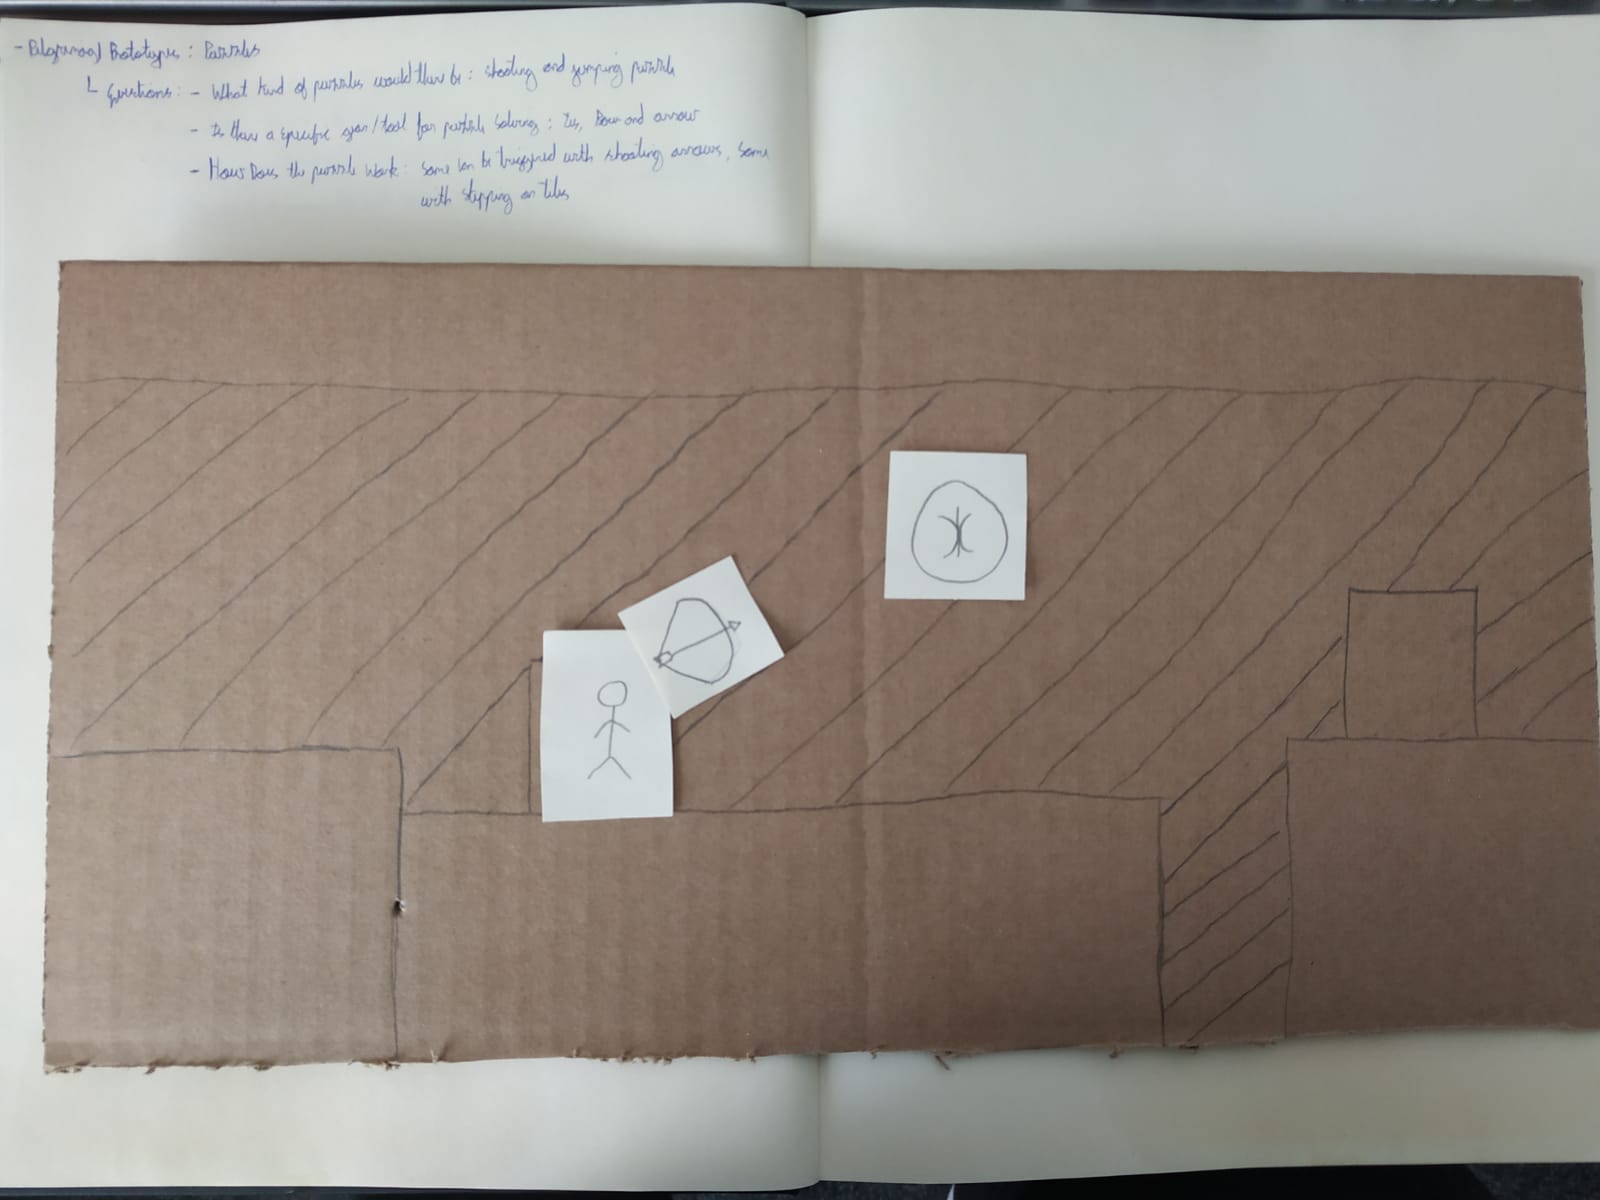 - Prototype: Puzzles
Questions: - What kind of puzzles would there be: shooting and jumping puzzle
- Is there a specific gear/tool for puzzle solving: Yes, Bow and arrow
- How Does the puzzle work: Some can be triggered with shooting arrows, some
with stepping on tiles